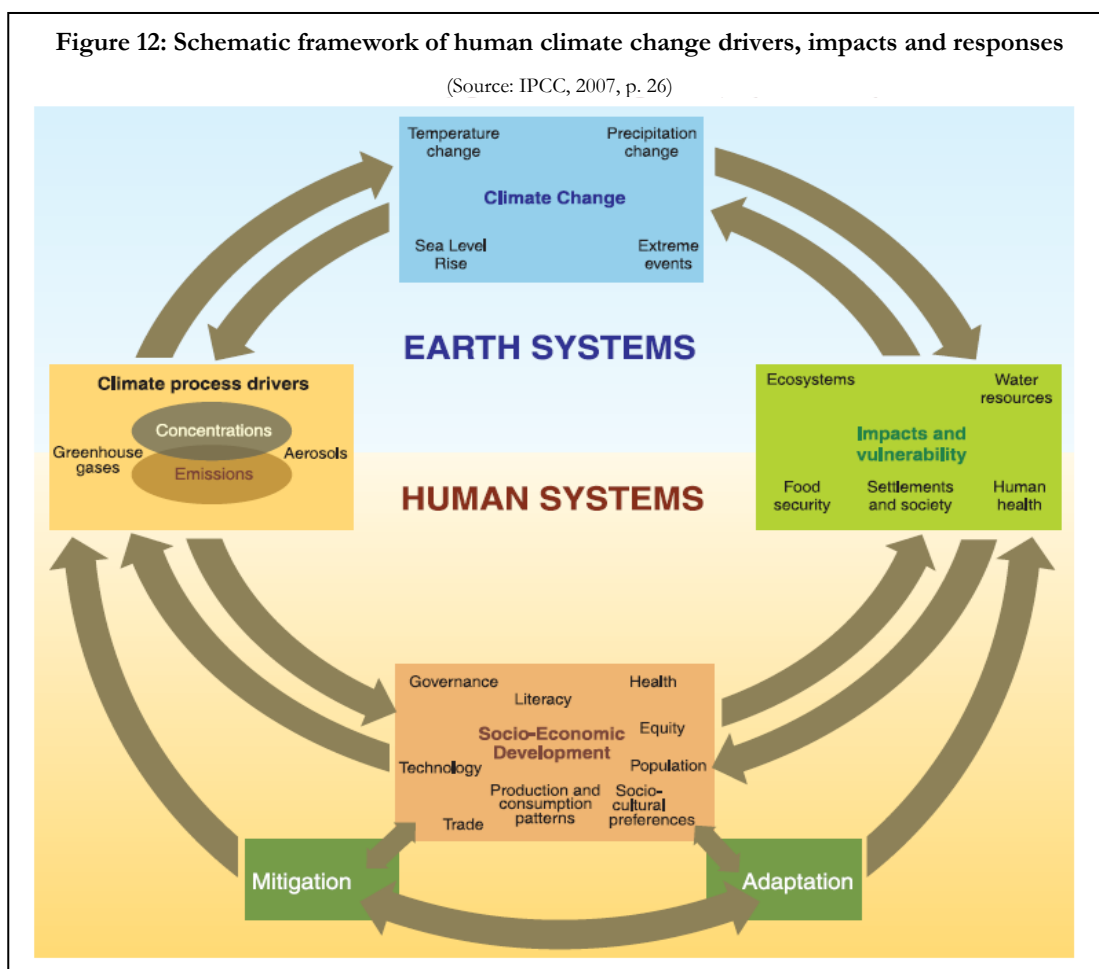 Figure 12: Schematic framework of human climate change drivers, impacts and responses
(Source: IPCC, 2007, p. 26)
Temperature
change
Precipitation
change
Climate Change
Sea Level
Rise
Extreme
events
EARTH SYSTEMS
Climate process drivers
Concentrations
Greenhouse
gases
Aerosols
Emissions
Ecosystems
Water
resources
Impacts and
vulnerability
Food
security
Settlements
and society
Human
health
HUMAN SYSTEMS
Governance
Literacy
Health
Socio-Economic
Development
Equity
Technology
Population
Production and
consumption
patterns
Socio-
cultural
preferences
Trade
Mitigation
Adaptation